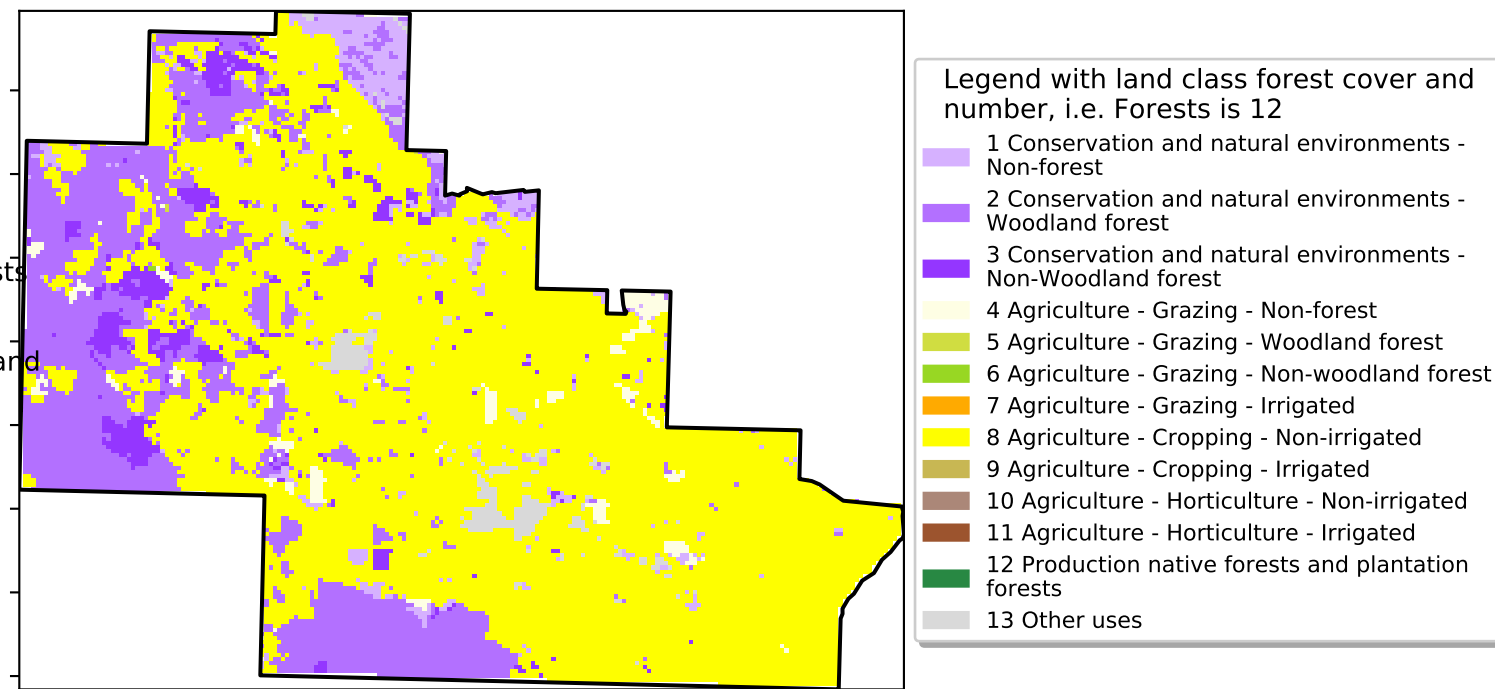 Legend with land class forest cover and
number, i.e. Forests is 12
1 Conservation and natural environments -
Non-forest
2 Conservation and natural environments -
Woodland forest
3 Conservation and natural environments -
Non-Woodland forest
4 Agriculture - Grazing - Non-forest
5 Agriculture - Grazing - Woodland forest
6 Agriculture - Grazing - Non-woodland forest
7 Agriculture - Grazing - Irrigated
8 Agriculture - Cropping - Non-irrigated
9 Agriculture - Cropping - Irrigated
10 Agriculture - Horticulture - Non-irrigated
11 Agriculture - Horticulture - Irrigated
12 Production native forests and plantation
forests
13 Other uses